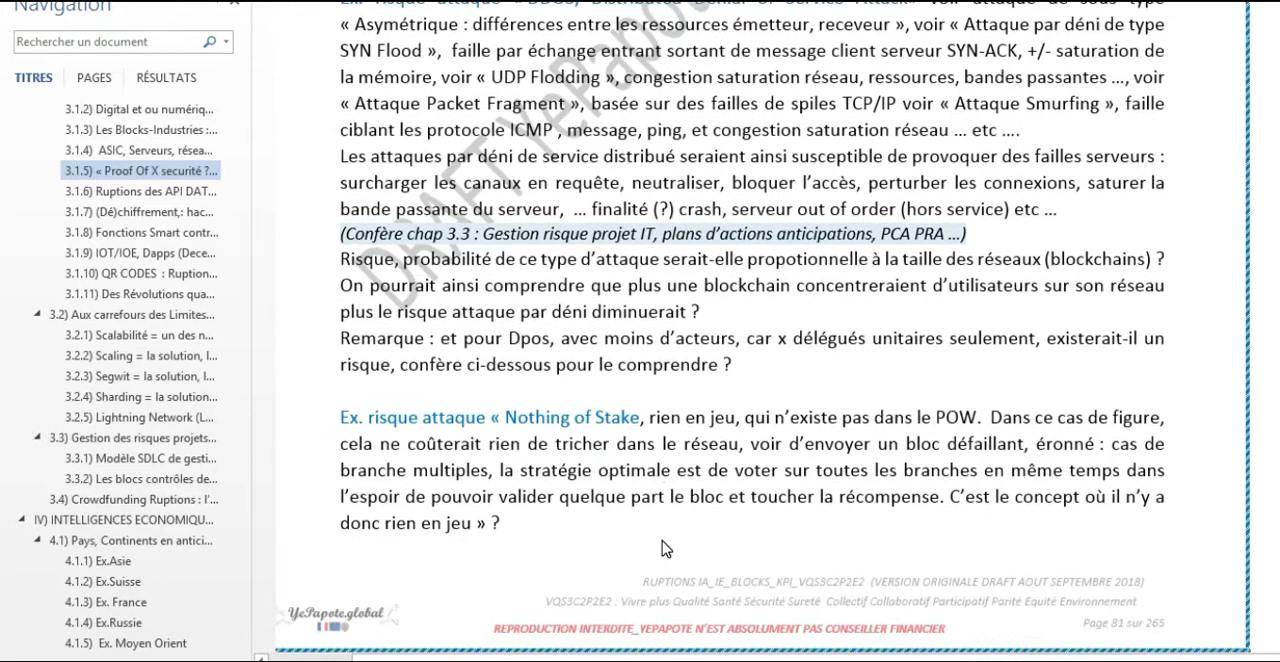 Navigation
Rechercher un document
TITRES PAGES RÉSULTATS
3.1.2) Digital et ou numériq...
3.1.3) Les Blocks-Industries :...
3.1.4) ASIC, Serveurs, résea...
3.1.5) « Proof Of X securité ?...
3.1.6) Ruptions des API DAT...
3.1.7) (Dé)chiffrement,: hac...
3.1.8) Fonctions Smart contr...
3.1.9) IOT/IOE, Dapps (Dece...
3.1.10) QR CODES : Ruption...
3.1.11) Des Révolutions qua...
3.2) Aux carrefours des Limites...
3.2.1) Scalabilité = un des n...
3.2.2) Scaling = la solution, l...
3.2.3) Segwit = la solution, l...
3.2.4) Sharding = la solution...
3.2.5) Lightning Network (L...
3.3) Gestion des risques projets...
3.3.1) Modèle SDLC de gesti...
3.3.2) Les blocs contrôles de...
3.4) Crowdfunding Ruptions : l'...
IV) INTELLIGENCES ECONOMIQU...
4.1) Pays, Continents en antici...
4.1.1) Ex.Asie
4.1.2) Ex.Suisse
4.1.3) Ex. France
4.1.4) Ex.Russie
4.1.5) Ex. Moyen Orient
« Asymétrique : différences entre les ressources émetteur, receveur », voir « Attaque par déni de type
SYN Flood », faille par échange entrant sortant de message client serveur SYN-ACK, +/- saturation de
la mémoire, voir « UDP Flodding », congestion saturation réseau, ressources, bandes passantes ..., voir
« Attaque Packet Fragment », basée sur des failles de spiles TCP/IP voir « Attaque Smurfing », faille
ciblant les protocole ICMP , message, ping, et congestion saturation réseau ... etc ....
Les attaques par déni de service distribué seraient ainsi susceptible de provoquer des failles serveurs :
surcharger les canaux en requête, neutraliser, bloquer l'accès, perturber les connexions, saturer la
bande passante du serveur, ... finalité (?) crash, serveur out of order (hors service) etc ...
(Confère chap 3.3 : Gestion risque projet IT, plans d'actions anticipations, PCA PRA ...)
Risque, probabilité de ce type d'attaque serait-elle propotionnelle à la taille des réseaux (blockchains) ?
On pourrait ainsi comprendre que plus une blockchain concentreraient d'utilisateurs sur son réseau
plus le risque attaque par déni diminuerait ?
Remarque : et pour Dpos, avec moins d'acteurs, car x délégués unitaires seulement, existerait-il un
risque, confère ci-dessous pour le comprendre ?
Ex. risque attaque « Nothing of Stake, rien en jeu, qui n'existe pas dans le POW. Dans ce cas de figure,
cela ne coûterait rien de tricher dans le réseau, voir d'envoyer un bloc défaillant, éronné : cas de
branche multiples, la stratégie optimale est de voter sur toutes les branches en même temps dans
l'espoir de pouvoir valider quelque part le bloc et toucher la récompense. C'est le concept où il n'y a
donc rien en jeu » ?
RUPTIONS IA_IE_BLOCKS_KPI_VQS3C2P2E2 (VERSION ORIGINALE DRAFT AOUT SEPTEMBRE 2018)
VQS3C2P2E2 : Vivre plus Qualité Santé Sécurité Sureté Collectif Collaboratif Participatif Parité Equité Environnement
YePapote.global
REPRODUCTION INTERDITE_YEPAPOTE N'EST ABSOLUMENT PAS CONSEILLER FINANCIER
Page 81 sur 265
DRAFT YePapote